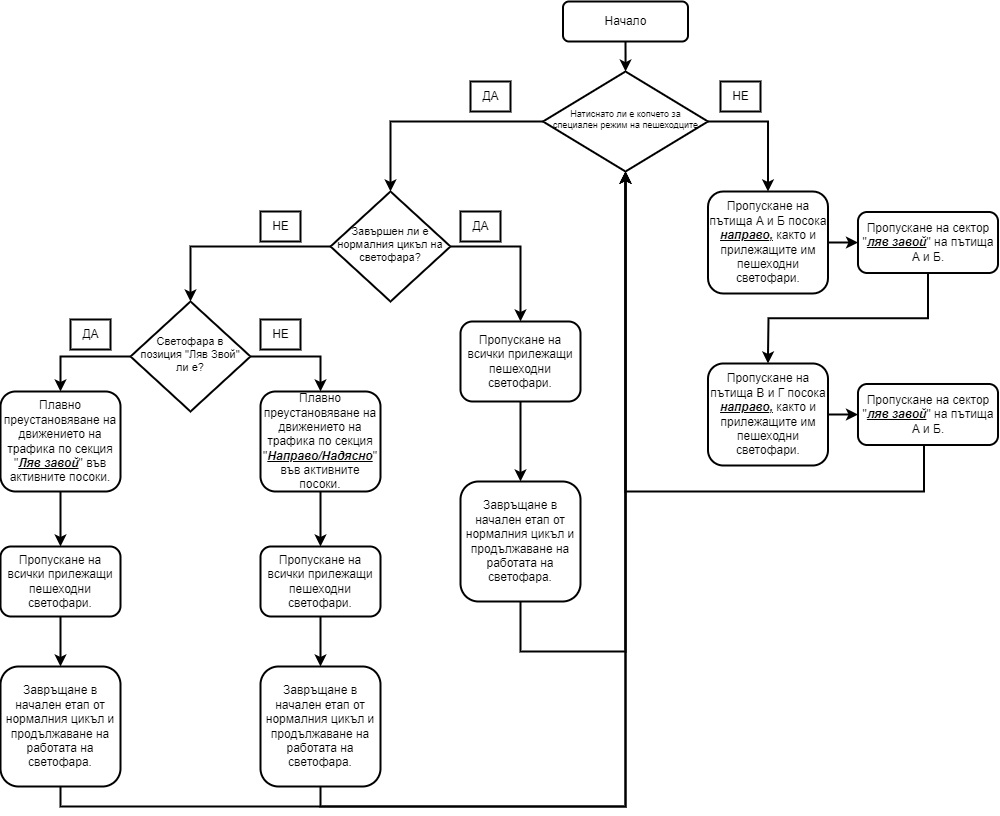 Начало
ДА
НЕ
Натиснато ли е копчето за
специален режим на пешеходците
НЕ
ДА
Завършен ли е
нормалния цикъл на
светофара?
Пропускане на
пътища А и Б посока
направо, както и
прилежащите им
пешеходни
светофари.
Пропускане на сектор
"ляв завой" на пътища
А и Б.
ДА
НЕ
Светофара в
позиция "Ляв Звой"
ли е?
Пропускане на
всички прилежащи
пешеходни
светофари.
Пропускане на
пътища В и Г посока
направо, както и
прилежащите им
пешеходни
светофари.
Пропускане на сектор
"ляв завой" на пътища
А и Б.
Плавно
преустановяване на
движението на
трафика по секция
"Ляв завой" във
активните посоки.
Плавно
преустановяване на
движението на
трафика по секция
"Направо/Надясно"
във активните
посоки.
Завръщане в
начален етап от
нормалния цикъл и
продължаване на
работата на
светофара.
Пропускане на
всички прилежащи
пешеходни
светофари.
Пропускане на
всички прилежащи
пешеходни
светофари.
Завръщане в
начален етап от
нормалния цикъл и
продължаване на
работата на
светофара.
Завръщане в
начален етап от
нормалния цикъл и
продължаване на
работата на
светофара.